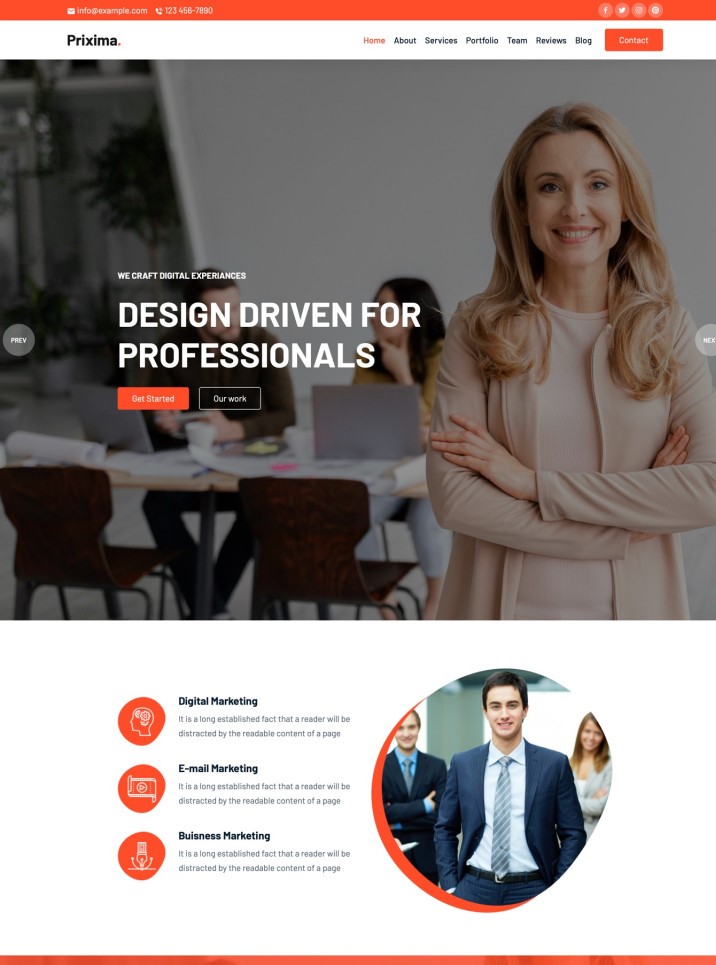 info@example.com 123 456-7890
Prixima.
Home About Services Portfolio Team Reviews Blog Contact
WE CRAFT DIGITAL EXPERIANCES
DESIGN DRIVEN FOR
PROFESSIONALS
PREV
NEX
Get Started Our work
Digital Marketing
It is a long established fact that a reader will be
distracted by the readable content of a page
E-mail Marketing
It is a long established fact that a reader will be
distracted by the readable content of a page
Buisness Marketing
It is a long established fact that a reader will be
distracted by the readable content of a page